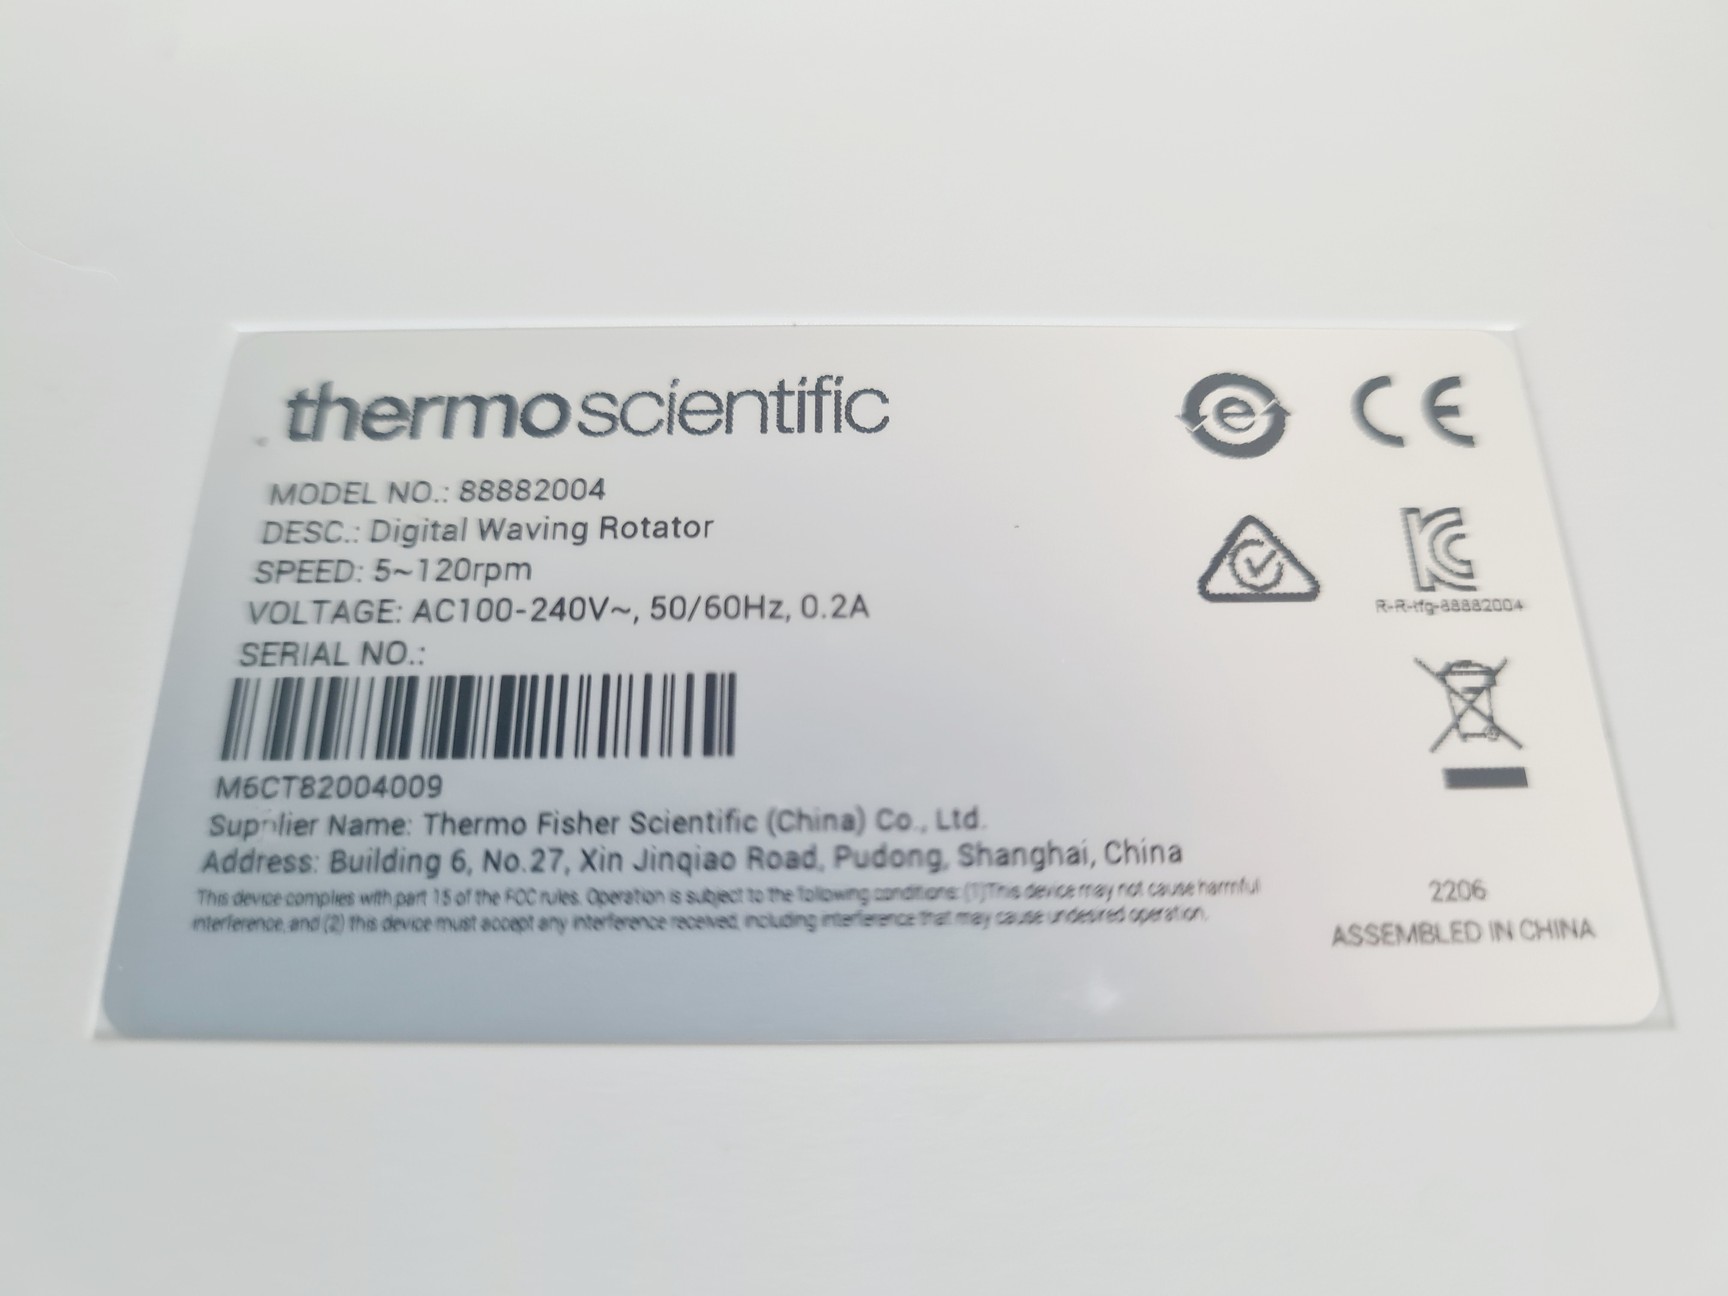 thermo scientific
MODEL NO.: 88882004
DESC.: Digital Waving Rotator
SPEED: 5~120rpm
VOLTAGE: AC100-240V~, 50/60Hz, 0.2A
SERIAL NO.:
M6CT82004009
Supplier Name: Thermo Fisher Scientific (China) Co., Ltd.
Address: Building 6, No.27, Xin Jinqiao Road, Pudong, Shanghai, China
This device complies with part 15 of the FCC rules. Operation is subject to the following conditions: (1)This device may not cause harmful
interference, and (2) this device must accept any interference received, including interference that may cause undesired operation.
e
CE
KC
R-R-tfg-88882004
2206
ASSEMBLED IN CHINA